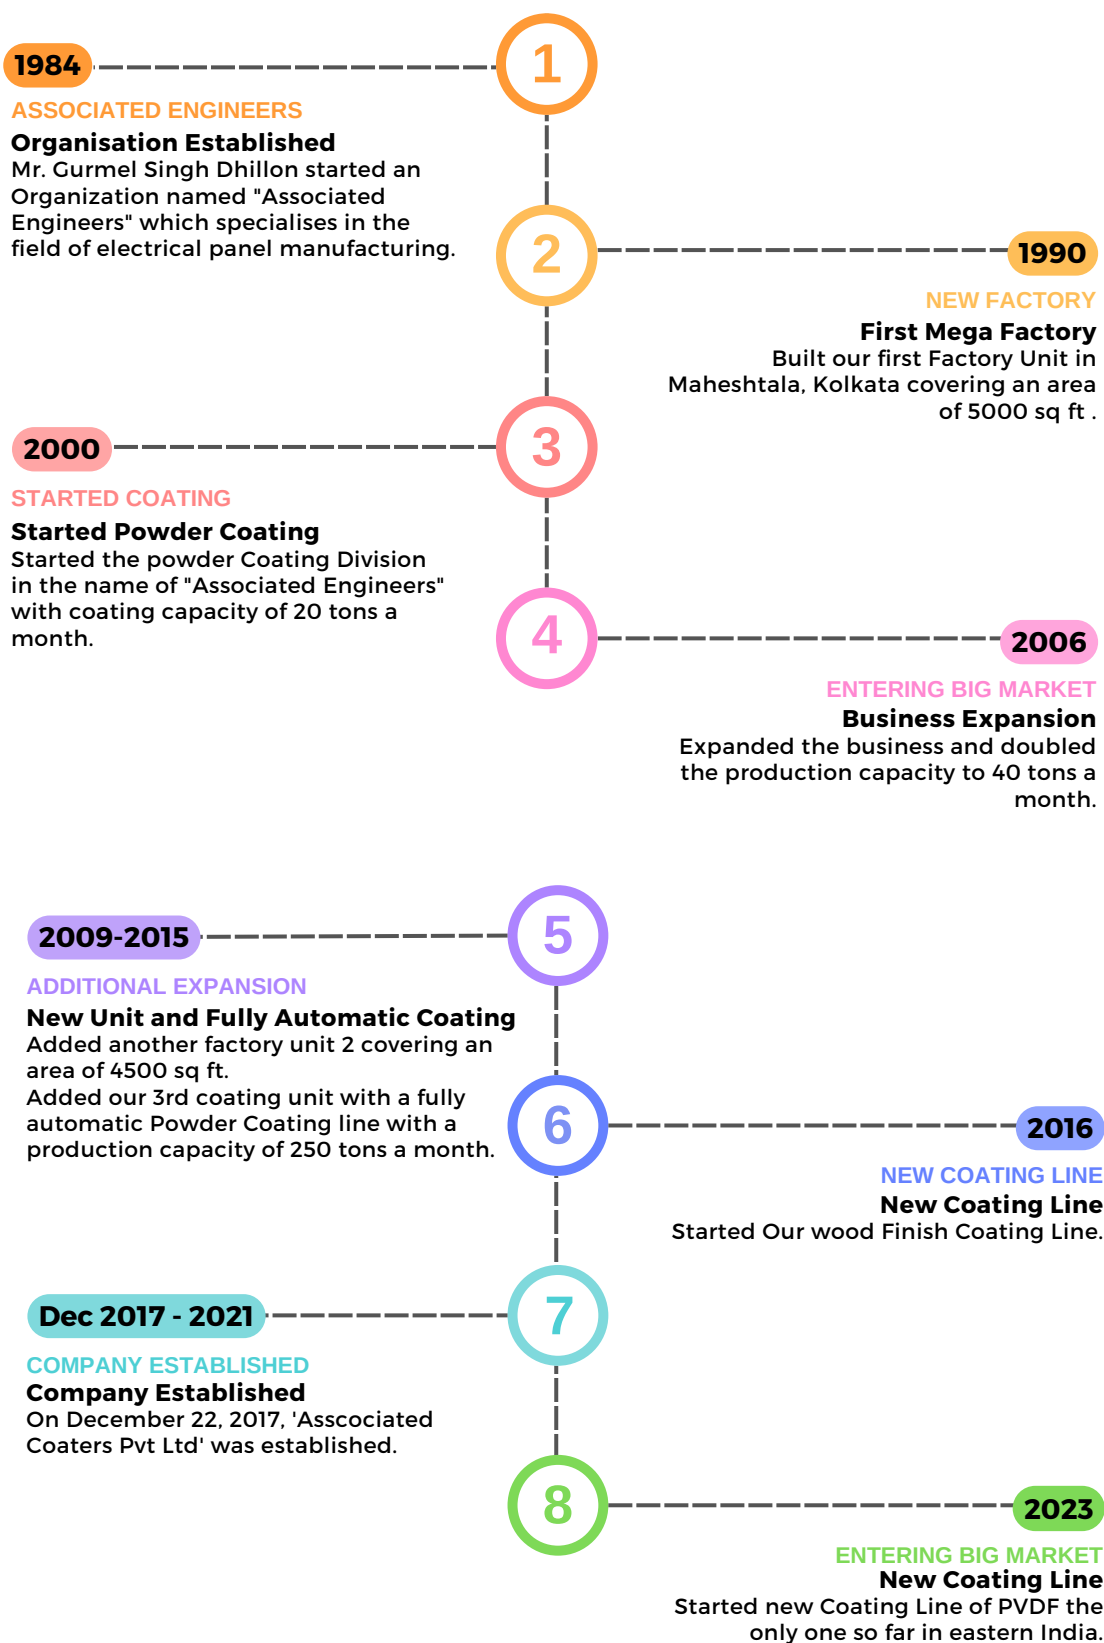 1984
1
ASSOCIATED ENGINEERS
Organisation Established
Mr. Gurmel Singh Dhillon started an
Organization named "Associated
Engineers" which specialises in the
field of electrical panel manufacturing.
2
1990
NEW FACTORY
First Mega Factory
Built our first Factory Unit in
Maheshtala, Kolkata covering an area
of 5000 sq ft .
2000
3
STARTED COATING
Started Powder Coating
Started the powder Coating Division
in the name of "Associated Engineers"
with coating capacity of 20 tons a
month.
4
2006
ENTERING BIG MARKET
Business Expansion
Expanded the business and doubled
the production capacity to 40 tons a
month.
2009-2015
5
ADDITIONAL EXPANSION
New Unit and Fully Automatic Coating
Added another factory unit 2 covering an
area of 4500 sq ft.
Added our 3rd coating unit with a fully
automatic Powder Coating line with a
production capacity of 250 tons a month.
6
2016
NEW COATING LINE
New Coating Line
Started Our wood Finish Coating Line.
Dec 2017 - 2021
7
COMPANY ESTABLISHED
Company Established
On December 22, 2017, 'Asscociated
Coaters Pvt Ltd' was established.
8
2023
ENTERING BIG MARKET
New Coating Line
Started new Coating Line of PVDF the
only one so far in eastern India.